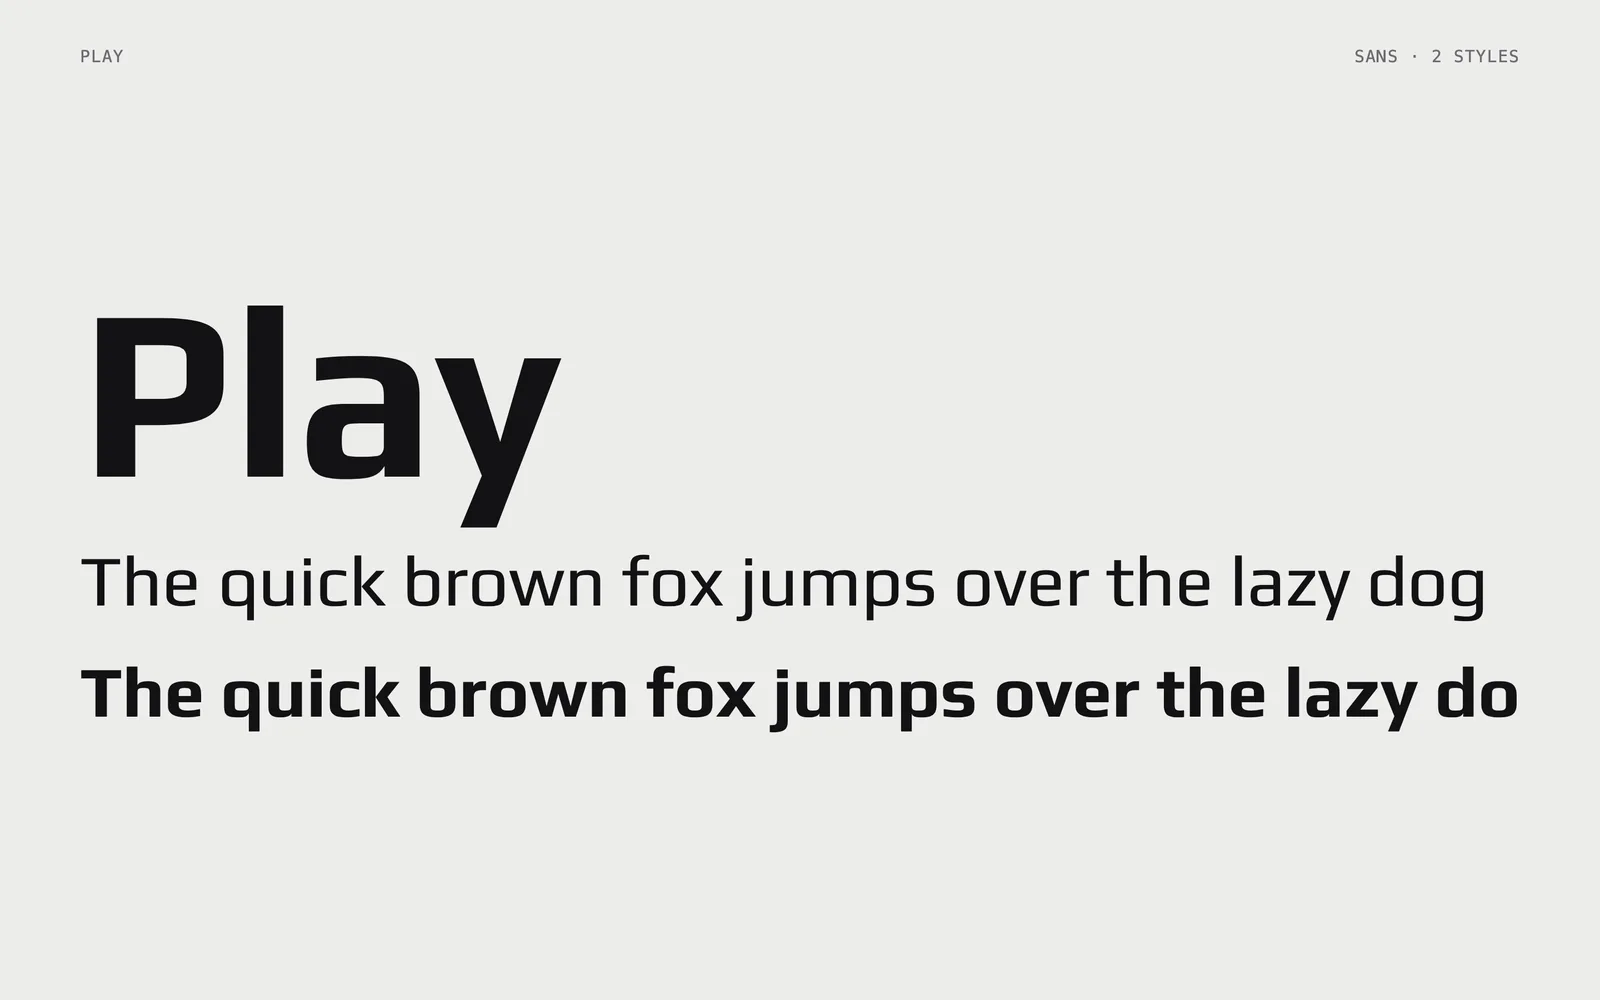 PLAY
SANS · 2 STYLES
Play
The quick brown fox jumps over the lazy dog
The quick brown fox jumps over the lazy do